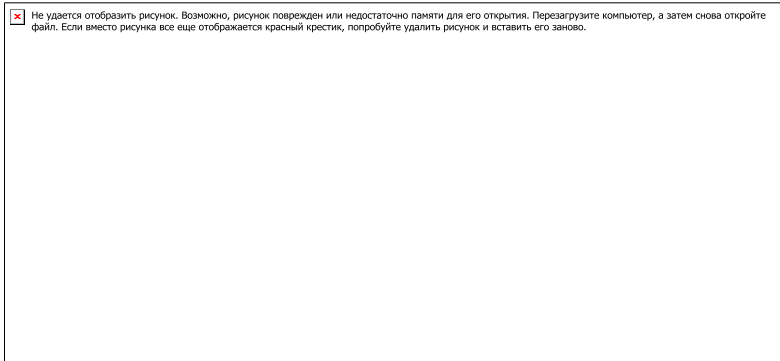 Не удается отобразить рисунок. Возможно, рисунок поврежден или недостаточно памяти для его открытия. Перезагрузите компьютер, а затем снова откройте
файл. Если вместо рисунка все еще отображается красный крестик, попробуйте удалить рисунок и вставить его заново.